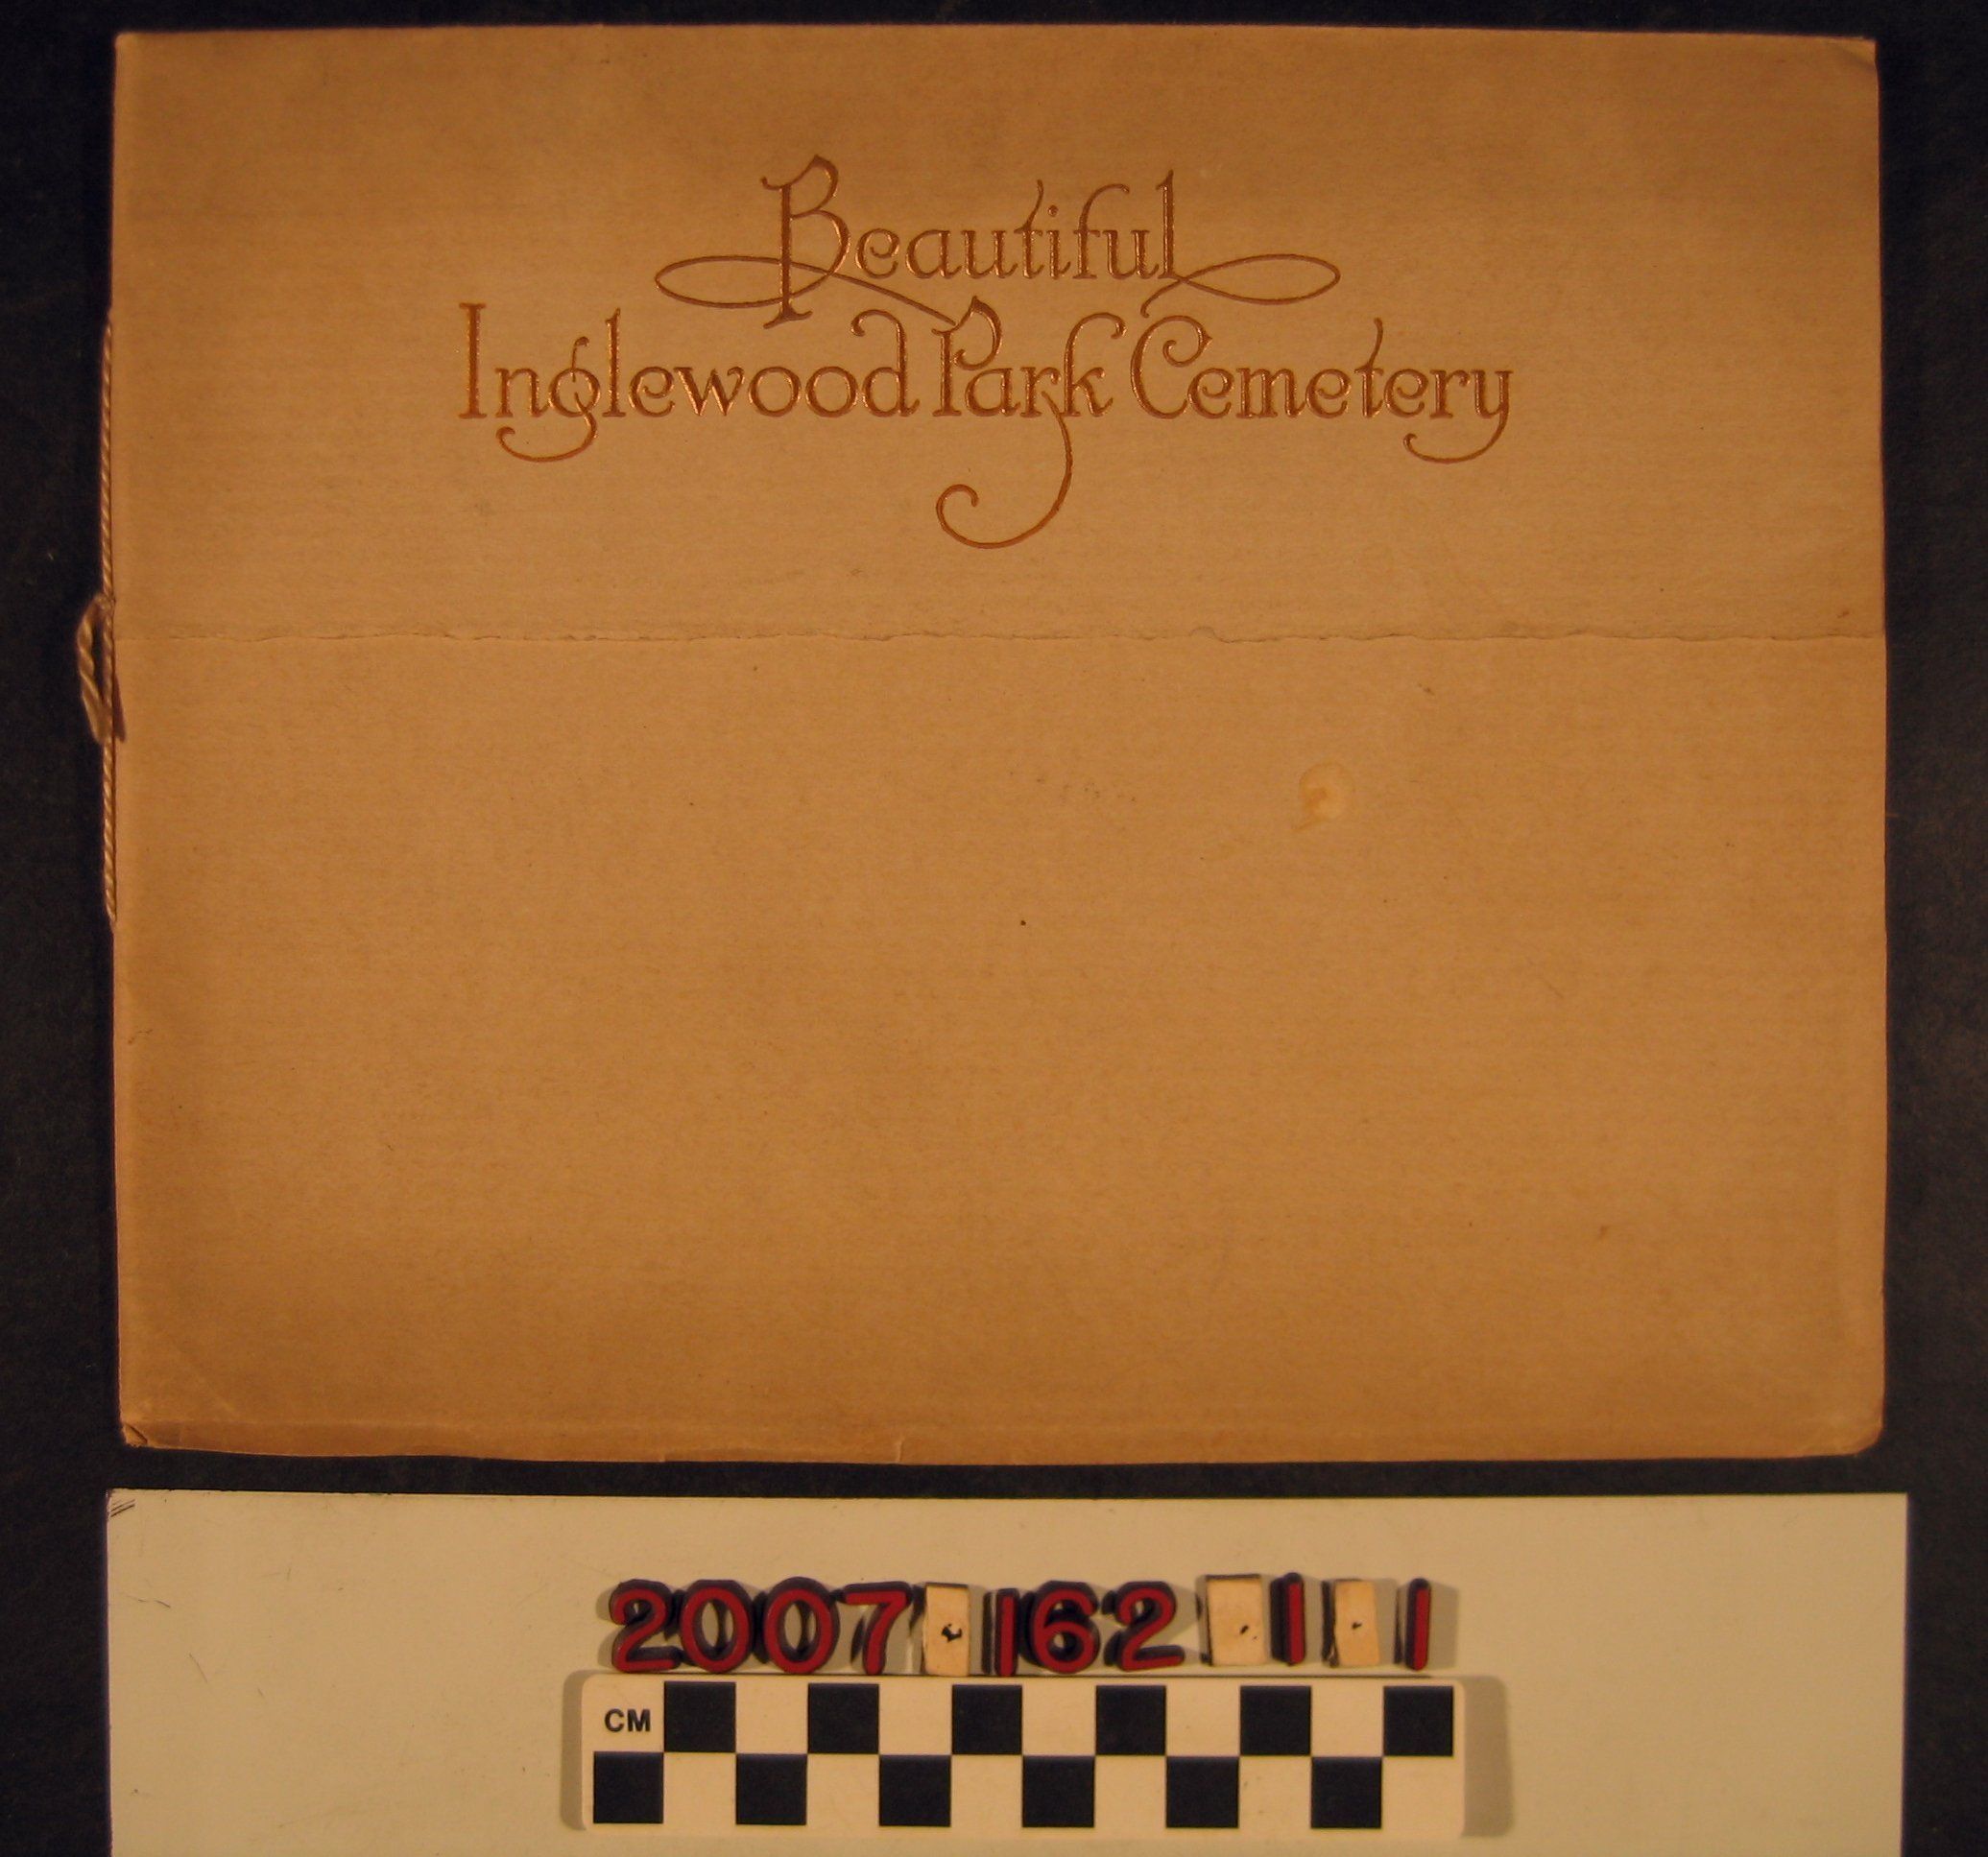 Beautiful
Inglewood Park Cemetery
2007.162.1.1
CM